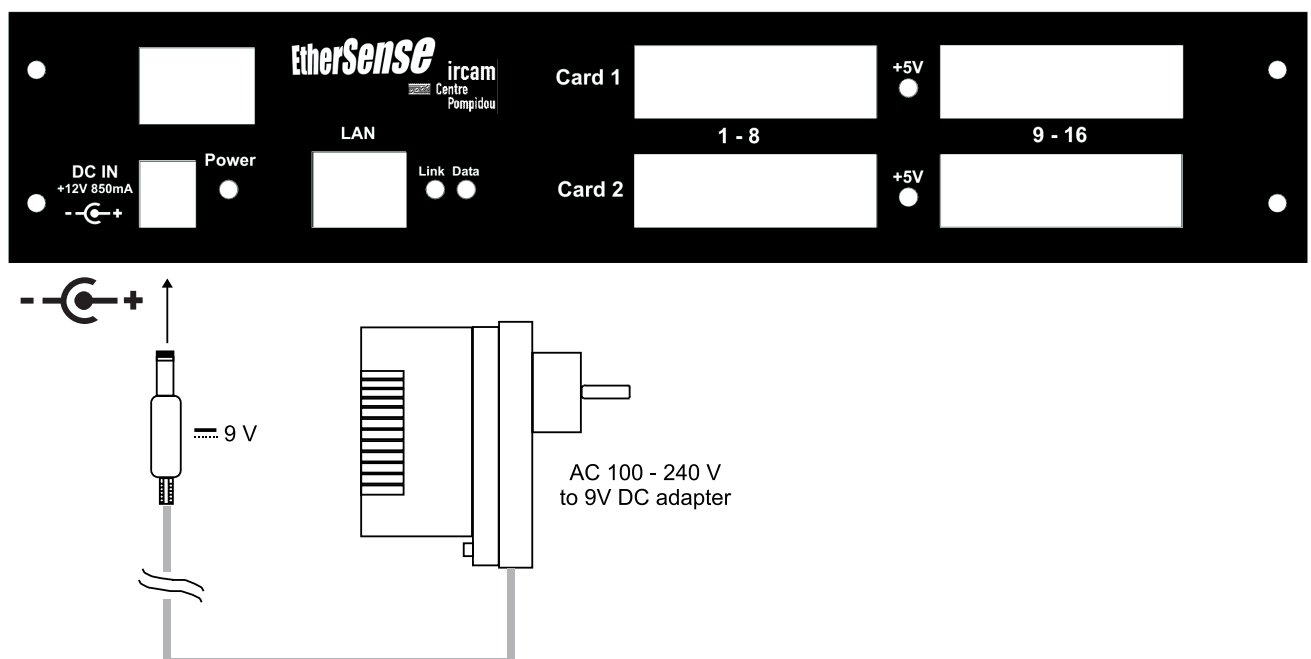 EtherSense
ircam
Centre
Pompidou
Card 1
+5V
1 - 8
9 - 16
LAN
DC IN
+12V 850mA
- +
Power
Link Data
Card 2
+5V
- +
9 V
AC 100 - 240 V
to 9V DC adapter